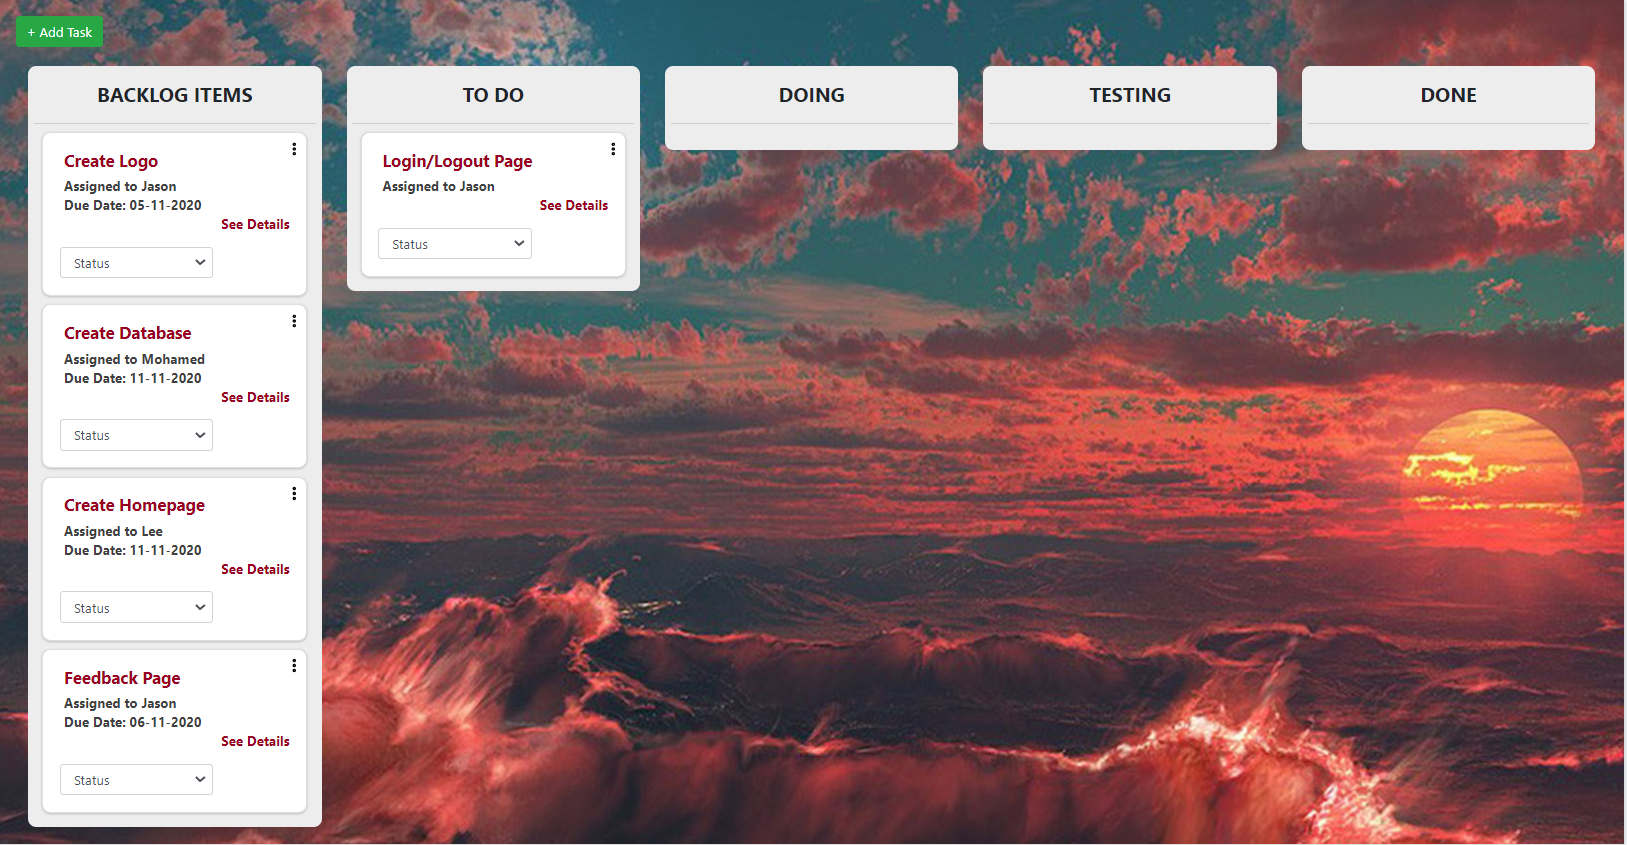 + Add Task
BACKLOG ITEMS
Create Logo
Assigned to Jason
Due Date: 05-11-2020
See Details
Status
Create Database
Assigned to Mohamed
Due Date: 11-11-2020
See Details
Status
Create Homepage
Assigned to Lee
Due Date: 11-11-2020
See Details
Status
Feedback Page
Assigned to Jason
Due Date: 06-11-2020
See Details
Status
TO DO
Login/Logout Page
Assigned to Jason
See Details
Status
DOING
TESTING
DONE